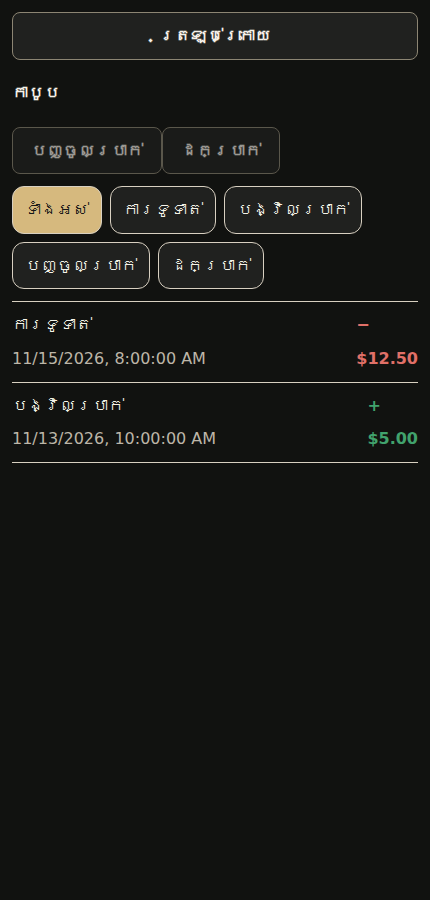 ត្រឡប់ក្រោយ
កាបូប
បញ្ចូលប្រាក់ ដកប្រាក់
ទាំងអស់ ការទូទាត់ បង្វិលប្រាក់
បញ្ចូលប្រាក់ ដកប្រាក់
ការទូទាត់ −
11/15/2026, 8:00:00 AM $12.50
បង្វិលប្រាក់ +
11/13/2026, 10:00:00 AM $5.00